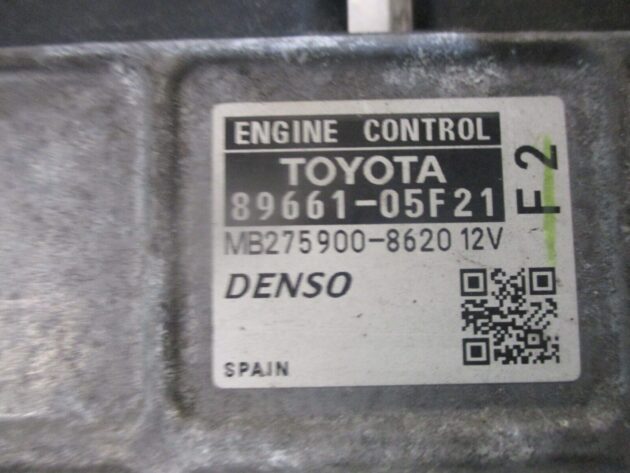 ENGINE CONTROL
TOYOTA
89661-05F21
F2
MB275900-8620 12V
DENSO
SPAIN